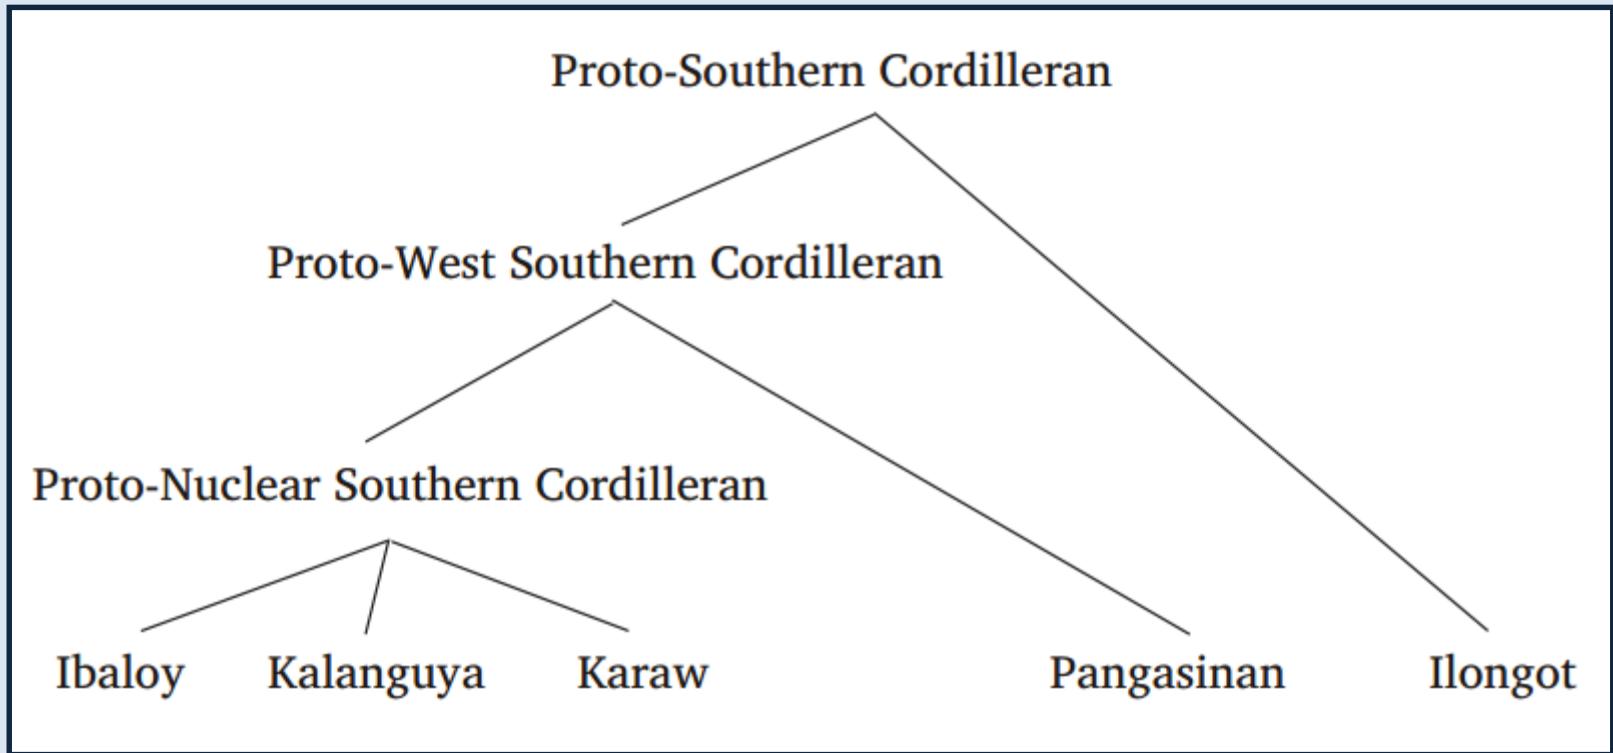 Proto-Southern Cordilleran
Proto-West Southern Cordilleran
Proto-Nuclear Southern Cordilleran
Ibaloy Kalanguya Karaw Pangasinan Ilongot